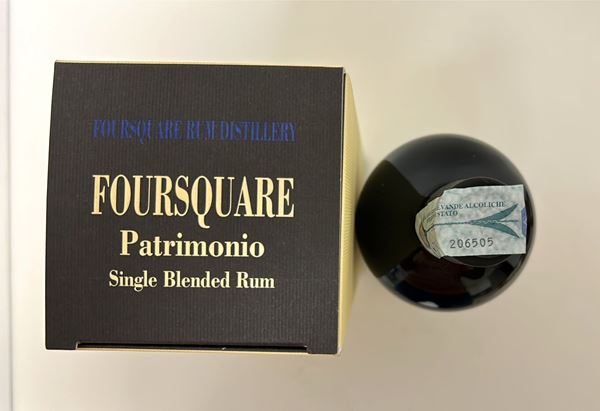 FOURSQUARE RUM DISTILLERY
FOURSQUARE
Patrimonio
Single Blended Rum
EVANDE ALCOLICHE
STATO
206505